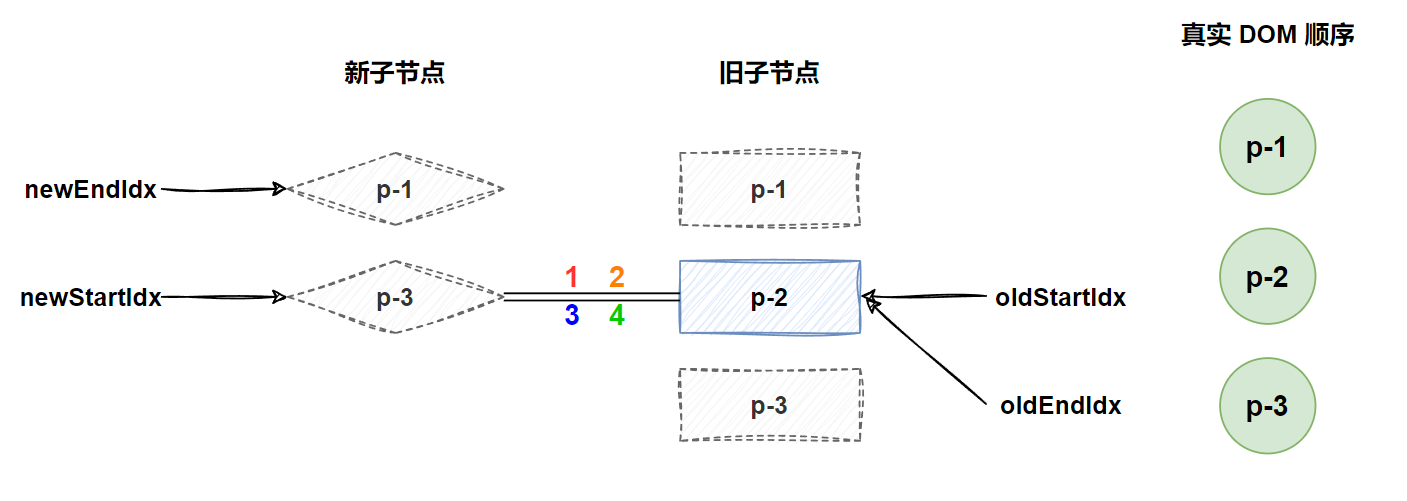 真实 DOM 顺序
新子节点
旧子节点
p-1
newEndIdx
p-1
p-1
1 2
p-2
newStartIdx
p-3
p-2
oldStartIdx
3 4
p-3
oldEndIdx
p-3